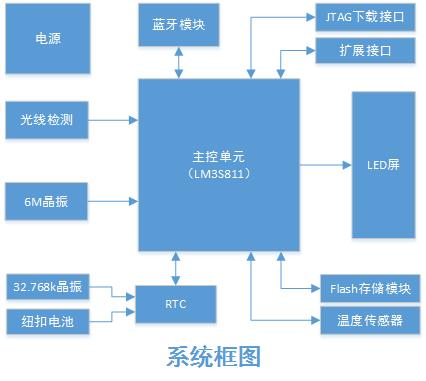 电源
蓝牙模块
JTAG下载接口
扩展接口
光线检测
主控单元
（LM3S811）
LED屏
6M晶振
32.768k晶振
纽扣电池
RTC
Flash存储模块
温度传感器
系统框图